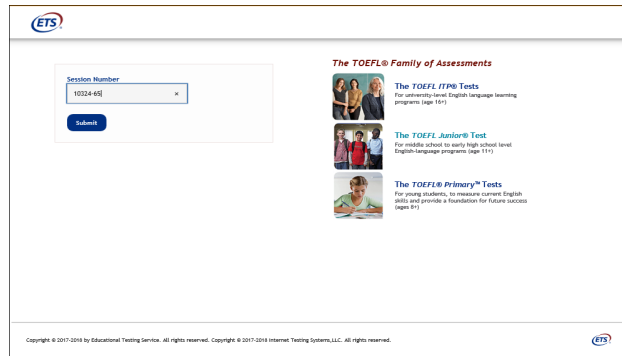 ETS
The TOEFL® Family of Assessments
Session Number
10324-65
×
Submit
The TOEFL ITP® Tests
For university-level English language learning
programs (age 16+)
The TOEFL Junior® Test
For middle school to early high school level
English-language programs (age 11+)
The TOEFL® Primary™ Tests
For young students, to measure current English
skills and provide a foundation for future success
(ages 8+)
Copyright © 2017-2018 by Educational Testing Service. All rights reserved. Copyright © 2017-2018 Internet Testing Systems,LLC. All rights reserved.
ETS